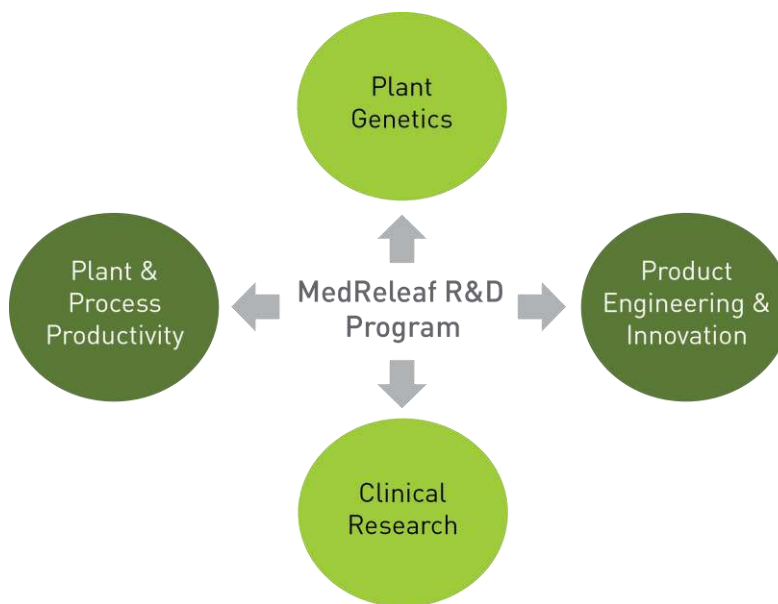 Plant
Genetics
Plant &
Process
Productivity
MedReleaf R&D
Program
Product
Engineering &
Innovation
Clinical
Research